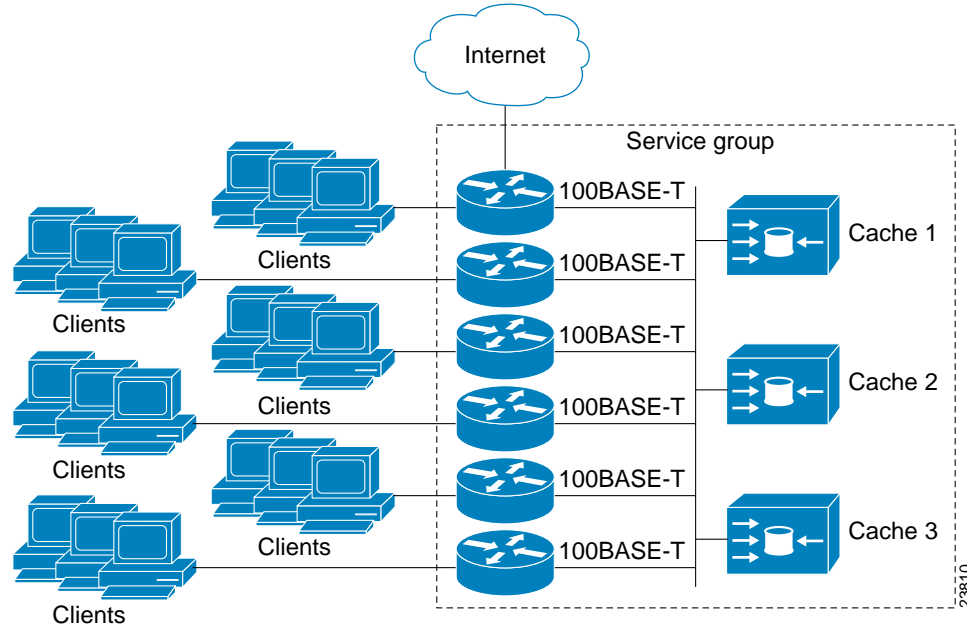 Internet
Service group
100BASE-T
Cache 1
Clients
100BASE-T
Clients
100BASE-T
Clients
Cache 2
100BASE-T
Clients
100BASE-T
Clients
Cache 3
100BASE-T
Clients
23810